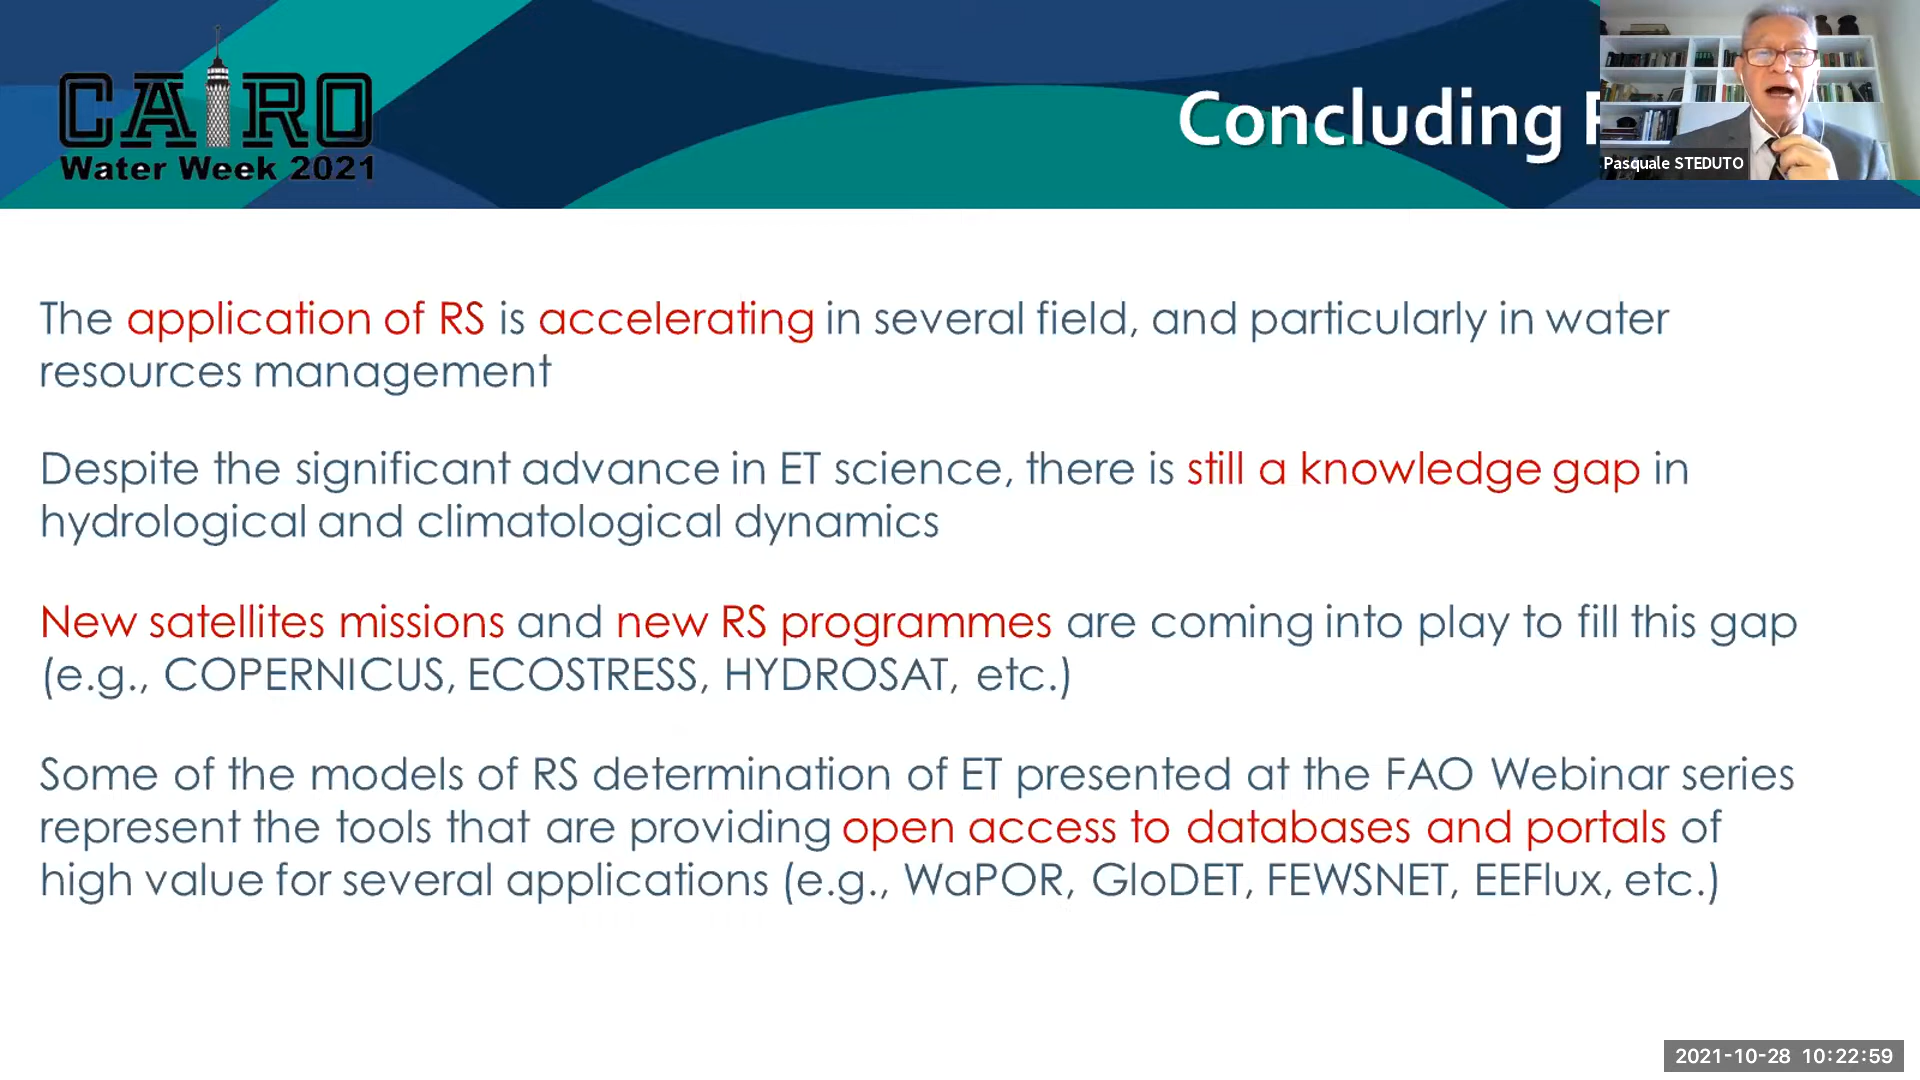 CAIRO
Water Week 2021
Concluding
Pasquale STEDUTO
The application of RS is accelerating in several field, and particularly in water
resources management
Despite the significant advance in ET science, there is still a knowledge gap in
hydrological and climatological dynamics
New satellites missions and new RS programmes are coming into play to fill this gap
(e.g., COPERNICUS, ECOSTRESS, HYDROSAT, etc.)
Some of the models of RS determination of ET presented at the FAO Webinar series
represent the tools that are providing open access to databases and portals of
high value for several applications (e.g., WaPOR, GloDET, FEWSNET, EEFlux, etc.)
2021-10-28 10:22:59